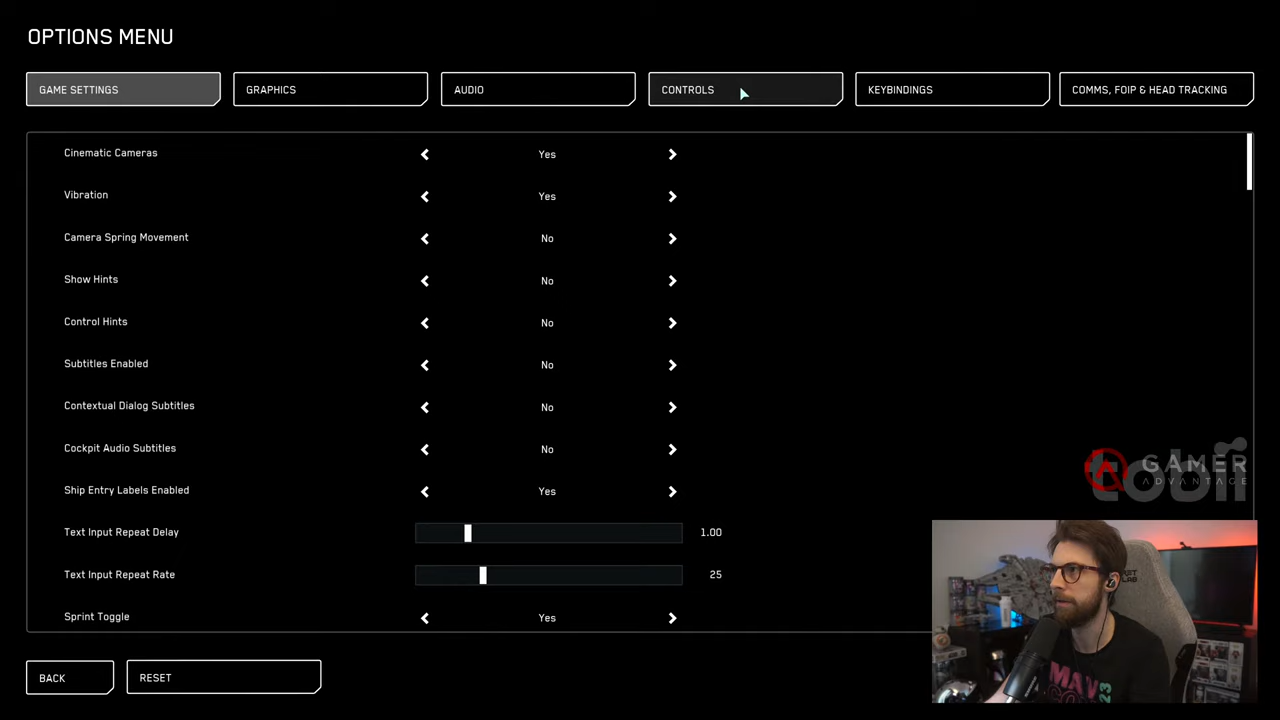 OPTIONS MENU
GAME SETTINGS
GRAPHICS
AUDIO
CONTROLS
KEYBINDINGS
COMMS, FOIP & HEAD TRACKING
Cinematic Cameras Yes
Vibration Yes
Camera Spring Movement No
Show Hints No
Control Hints No
Subtitles Enabled No
Contextual Dialog Subtitles No
Cockpit Audio Subtitles No
Ship Entry Labels Enabled Yes
Text Input Repeat Delay 1.00
Text Input Repeat Rate 25
Sprint Toggle Yes
BACK
RESET
tobii
GAMER
ADVANTAGE
23